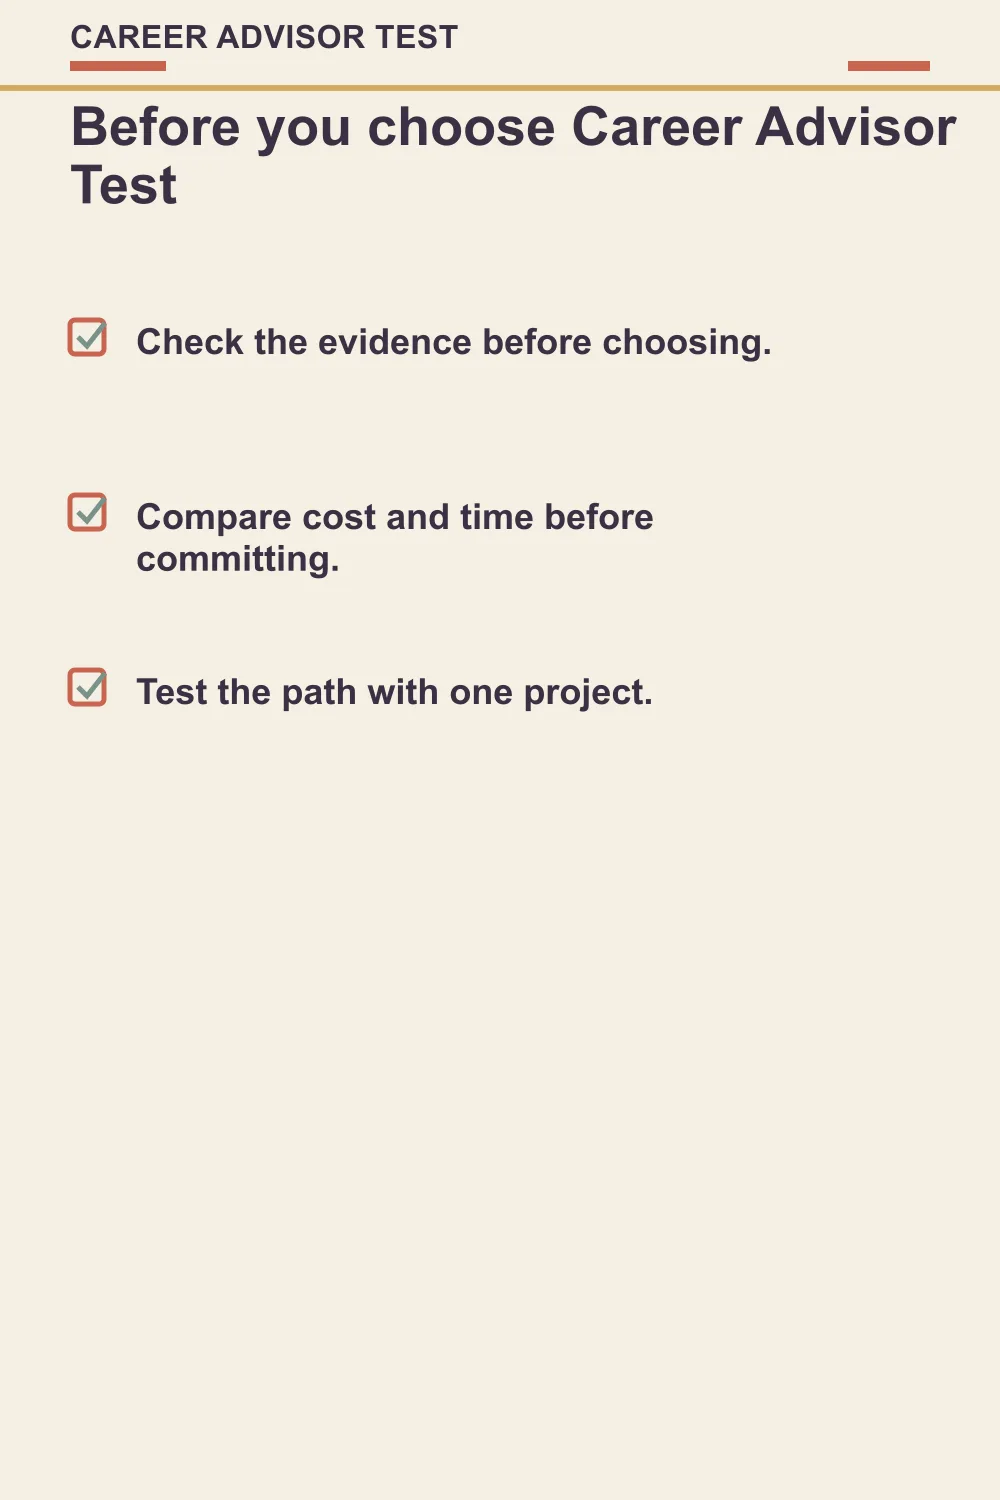 CAREER ADVISOR TEST
Before you choose Career Advisor
Test
Check the evidence before choosing.
Compare cost and time before
committing.
Test the path with one project.